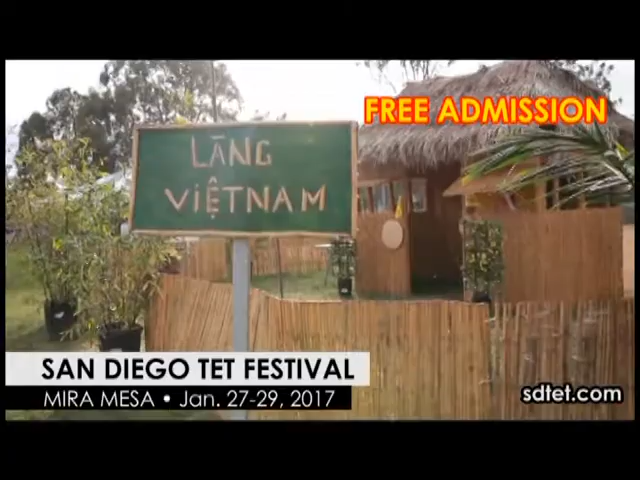 FREE ADMISSION
LÀNG
VIỆTNAM
SAN DIEGO TET FESTIVAL
MIRA MESA • Jan. 27-29, 2017
sdtet.com